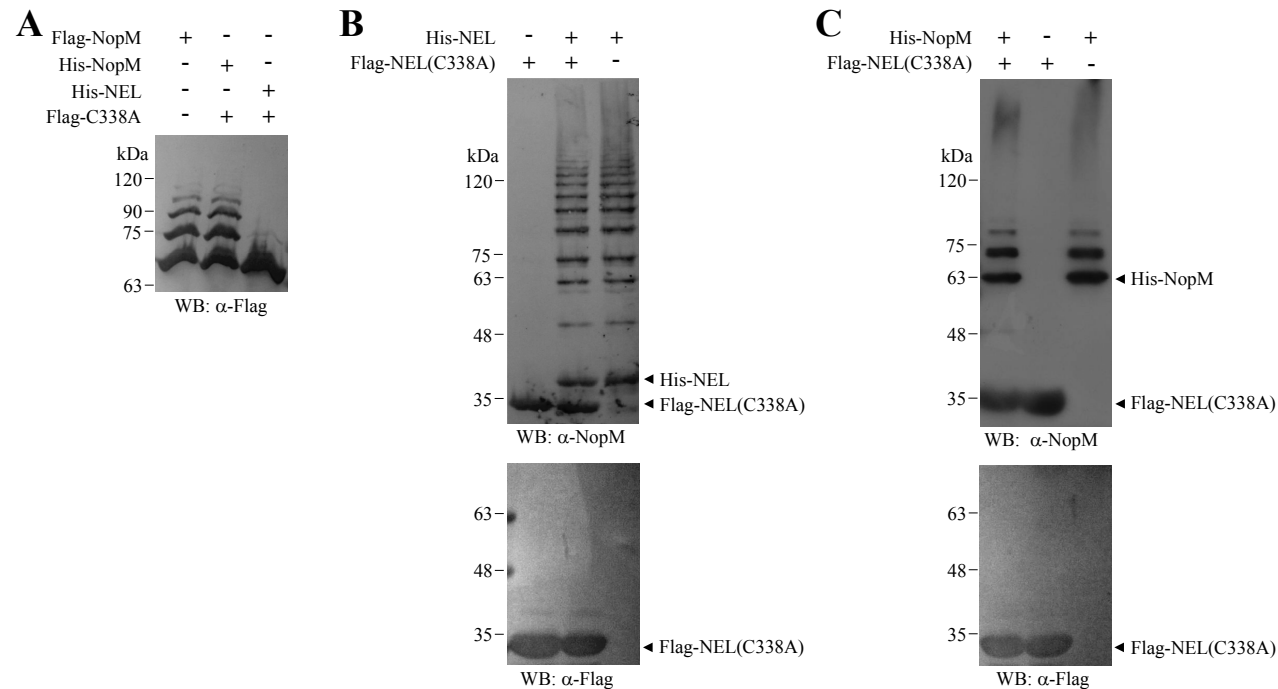 A
Flag-NopM + - -
His-NopM - + -
His-NEL - - +
Flag-C338A - + +
kDa
120
90
75
63
WB: α-Flag
B
His-NEL - + +
Flag-NEL(C338A) + + -
kDa
120
75
63
48
35
His-NEL
Flag-NEL(C338A)
WB: α-NopM
63
48
35
Flag-NEL(C338A)
WB: α-Flag
C
His-NopM + - +
Flag-NEL(C338A) + + -
kDa
120
75
63
48
35
His-NopM
Flag-NEL(C338A)
WB: α-NopM
63
48
35
Flag-NEL(C338A)
WB: α-Flag